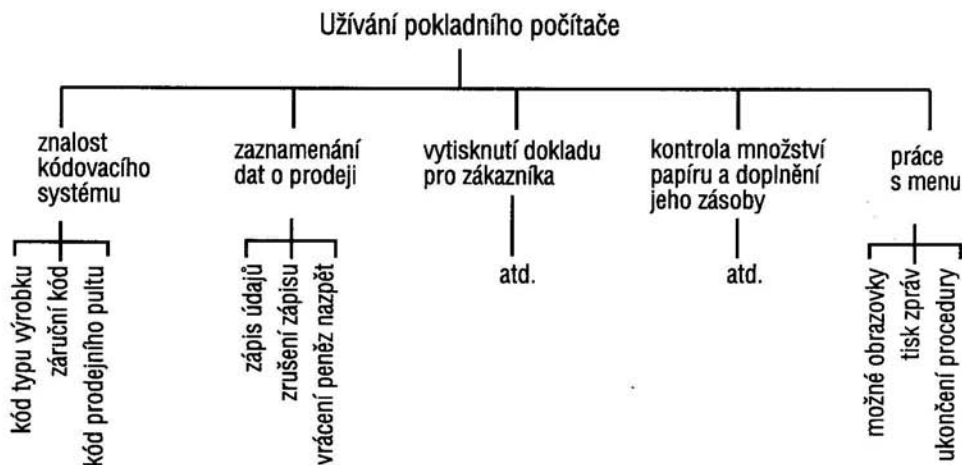 Užívání pokladního počítače
znalost
kódovacího
systému
zaznamenání
dat o prodeji
vytisknutí dokladu
pro zákazníka
kontrola množství
papíru a doplnění
jeho zásoby
práce
s menu
kód typu výrobku
záruční kód
kód prodejního pultu
zápis údajů
zrušení zápisu
vrácení peněz nazpět
atd.
atd.
možné obrazovky
tisk zpráv
ukončení procedury